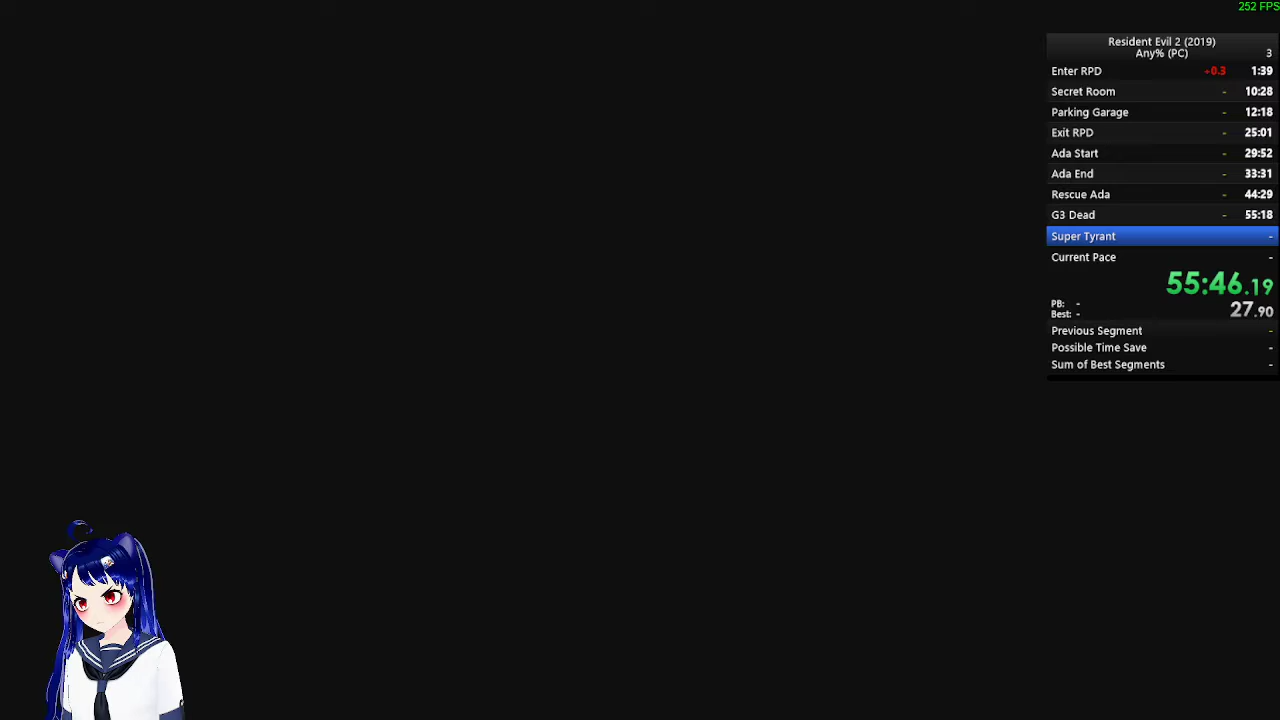 252 FPS
Resident Evil 2 (2019)
Any% (PC) 3
Enter RPD +0.3 1:39
Secret Room - 10:28
Parking Garage - 12:18
Exit RPD - 25:01
Ada Start - 29:52
Ada End - 33:31
Rescue Ada - 44:29
G3 Dead - 55:18
Super Tyrant -
Current Pace -
55:46.19
PB: -
Best: - 27.90
Previous Segment -
Possible Time Save -
Sum of Best Segments -